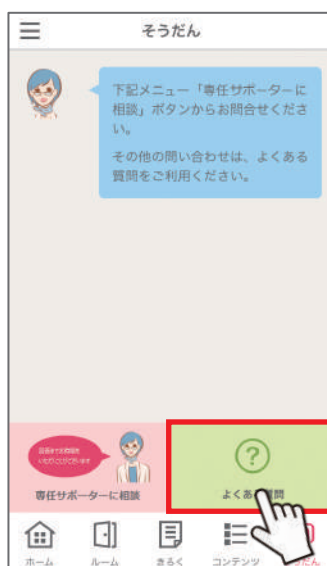 そうだん
下記メニュー「専任サポーターに
相談」ボタンからお問合せくださ
い。
その他の問い合わせは、よくある
質問をご利用ください。
専任サポーターに相談
よくある
問
ホーム
ルーム
きろく
コンテンツ